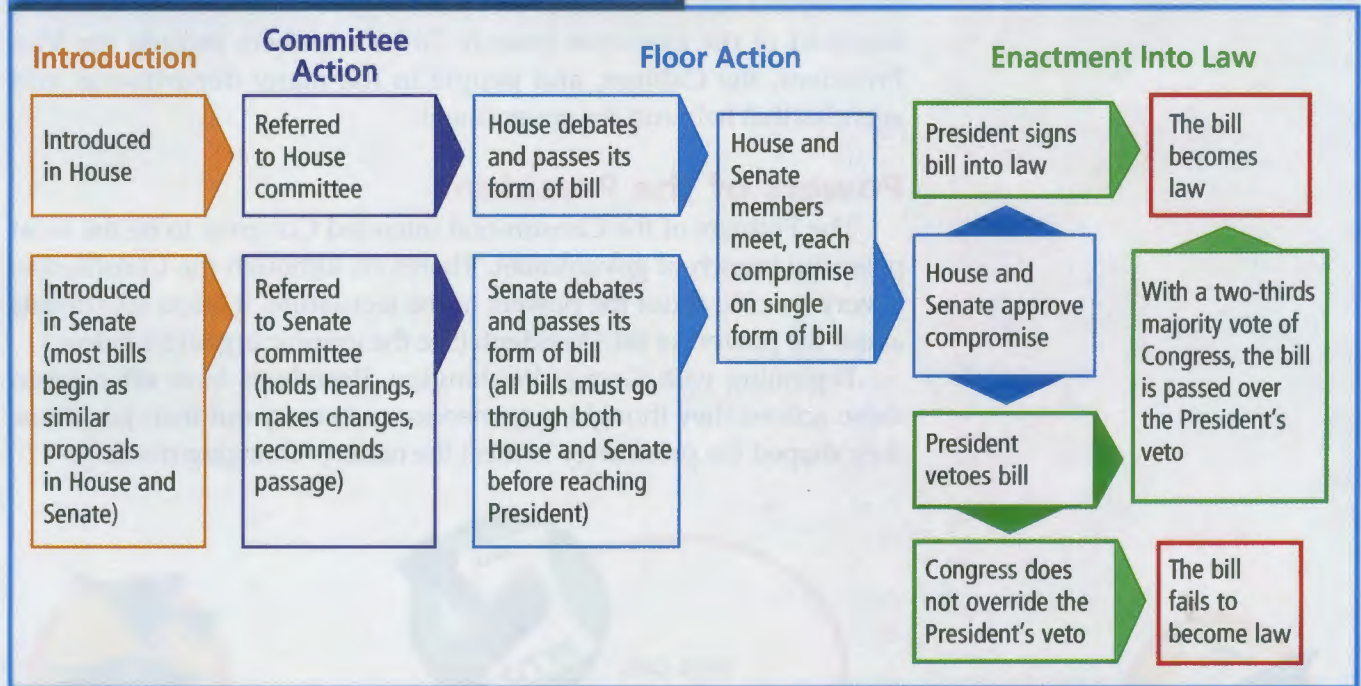 Introduction
Introduced
in House
Introduced
in Senate
(most bills
begin as
similar
proposals
in House and
Senate)
Committee
Action
Referred
to House
committee
Referred
to Senate
committee
(holds hearings,
makes changes,
recommends
passage)
Floor Action
House debates
and passes its
form of bill
Senate debates
and passes its
form of bill
(all bills must go
through both
House and Senate
before reaching
President)
House and
Senate
members
meet, reach
compromise
on single
form of bill
Enactment Into Law
President signs
bill into law
The bill
becomes
law
House and
Senate approve
compromise
President
vetoes bill
With a two-thirds
majority vote of
Congress, the bill
is passed over
the President's
veto
Congress does
not override the
President's veto
The bill
fails to
become law